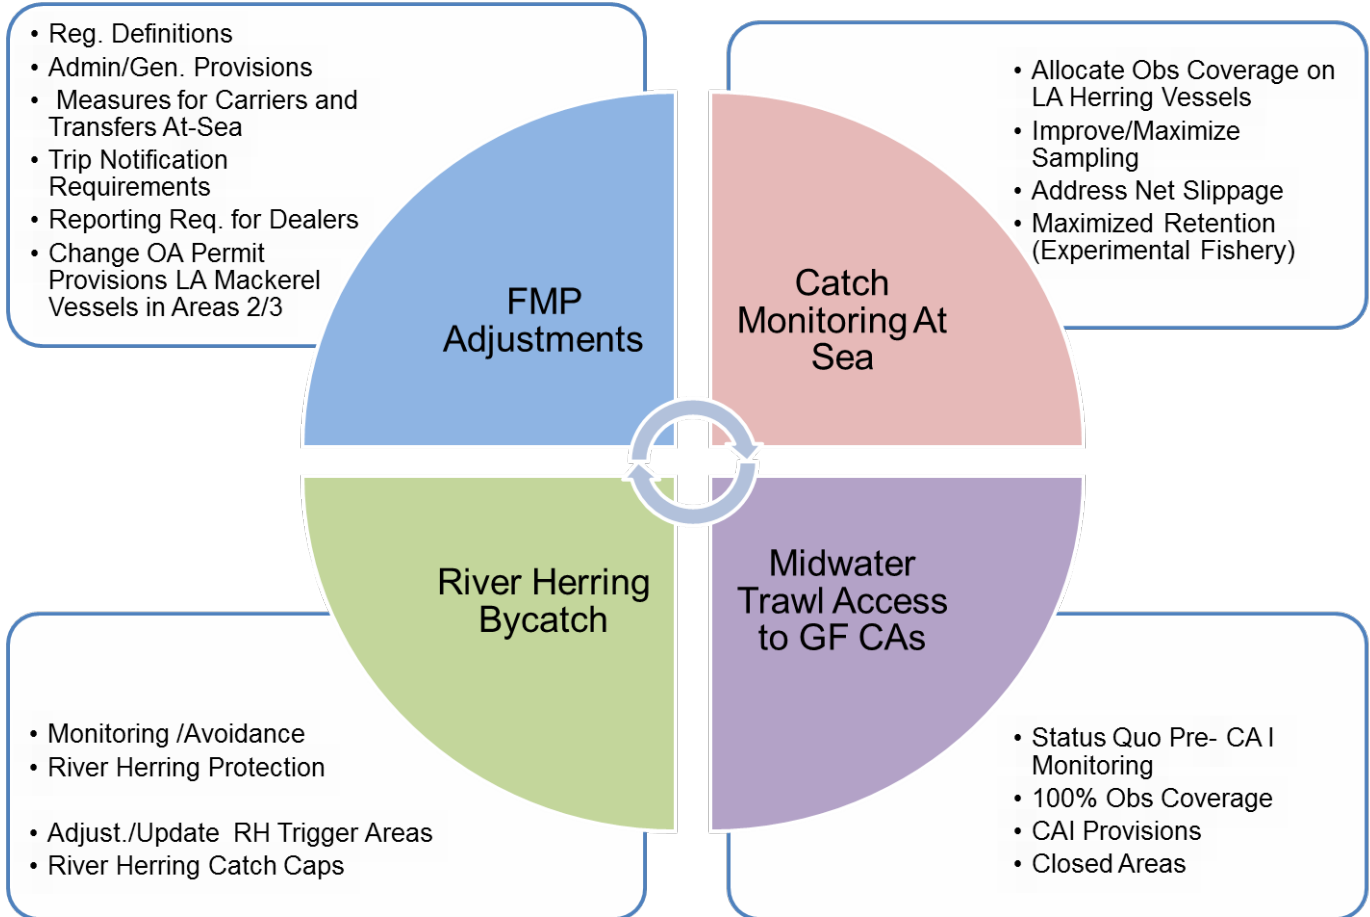 • Reg. Definitions
• Admin/Gen. Provisions
• Measures for Carriers and
Transfers At-Sea
• Trip Notification
Requirements
• Reporting Req. for Dealers
• Change OA Permit
Provisions LA Mackerel
Vessels in Areas 2/3
FMP
Adjustments
• Allocate Obs Coverage on
LA Herring Vessels
• Improve/Maximize
Sampling
• Address Net Slippage
• Maximized Retention
(Experimental Fishery)
Catch
Monitoring At
Sea
River Herring
Bycatch
• Monitoring /Avoidance
• River Herring Protection
• Adjust./Update RH Trigger Areas
• River Herring Catch Caps
Midwater
Trawl Access
to GF CAs
• Status Quo Pre- CA I
Monitoring
• 100% Obs Coverage
• CAI Provisions
• Closed Areas